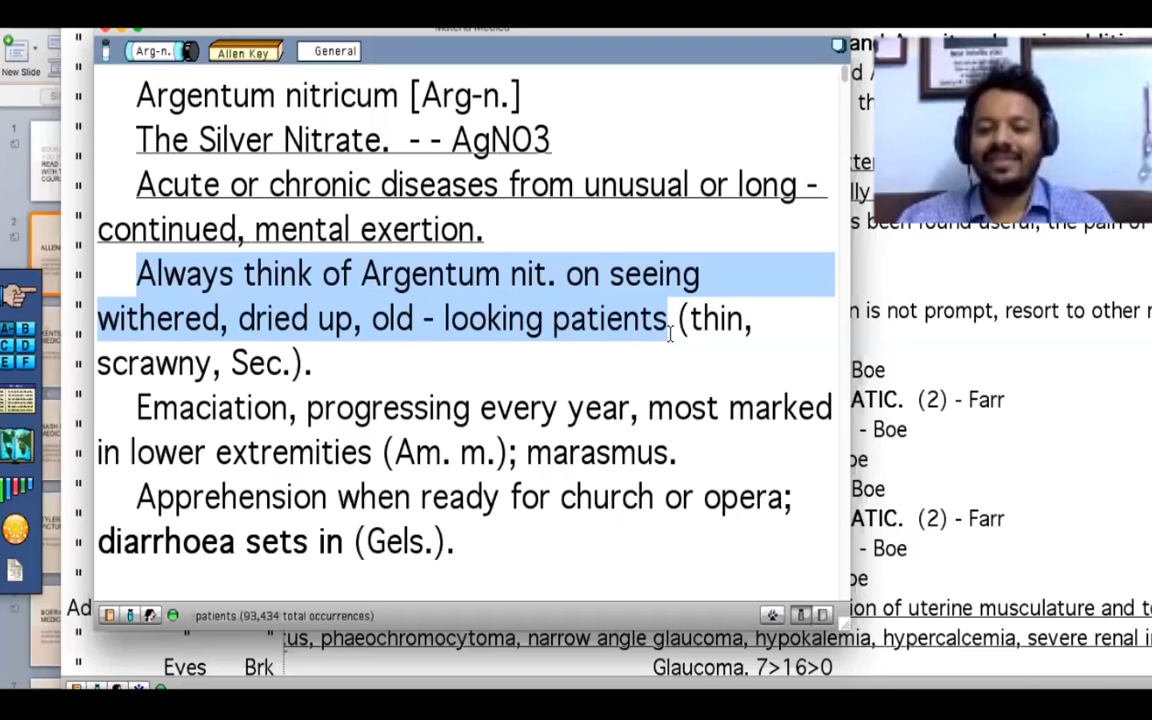 Materia Medica
Arg-n. Allen Key General
New Slide
Argentum nitricum [Arg-n.]
The Silver Nitrate. - - AgNO3
Acute or chronic diseases from unusual or long -
continued, mental exertion.
Always think of Argentum nit. on seeing
withered, dried up, old - looking patients (thin,
scrawny, Sec.).
Emaciation, progressing every year, most marked
in lower extremities (Am. m.); marasmus.
Apprehension when ready for church or opera;
diarrhoea sets in (Gels.).
patients (93,434 total occurrences)
n is not prompt, resort to other
Boe
ATIC. (2) - Farr
- Boe
Boe
ATIC. (2) - Farr
- Boe
Ad
ion of uterine musculature and
tus, phaeochromocytoma, narrow angle glaucoma, hypokalemia, hypercalcemia, severe renal
Eves Brk Glaucoma. 7>16>0